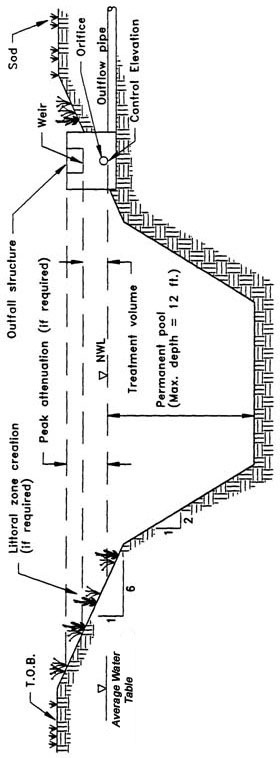 T.O.B.
Littoral zone creation
(if required)
Peak attenuation (if required)
Outfall structure
Weir
Sod
Orifice
Outflow pipe
Control Elevation
NWL
Treatment volume
Permanent pool
(Max. depth = 12 ft.)
Average Water
Table
1
6
1
2